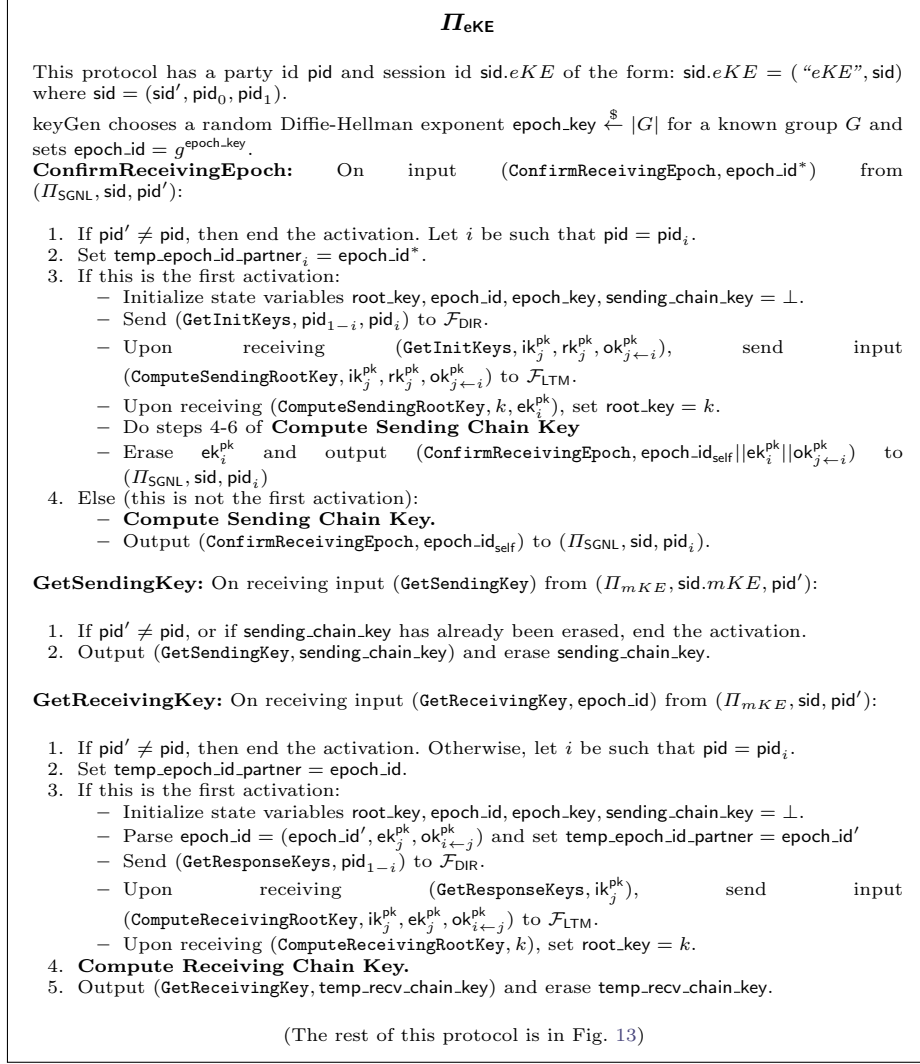 Π_eKE
This protocol has a party id pid and session id sid.eKE of the form: sid.eKE = ( “eKE”, sid)
where sid = (sid′, pid_0, pid_1).
keyGen chooses a random Diffie-Hellman exponent epoch_key ←$ |G| for a known group G and
sets epoch_id = g^epoch_key.
ConfirmReceivingEpoch: On input (ConfirmReceivingEpoch, epoch_id*) from
(Π_SGNL, sid, pid′):
1. If pid′ ≠ pid, then end the activation. Let i be such that pid = pid_i.
2. Set temp_epoch_id_partner_i = epoch_id*.
3. If this is the first activation:
– Initialize state variables root_key, epoch_id, epoch_key, sending_chain_key = ⊥.
– Send (GetInitKeys, pid_{1−i}, pid_i) to F_DIR.
– Upon receiving (GetInitKeys, ik_j^pk, rk_j^pk, ok_{j←i}^pk), send input
(ComputeSendingRootKey, ik_j^pk, rk_j^pk, ok_{j←i}^pk) to F_LTM.
– Upon receiving (ComputeSendingRootKey, k, ek_i^pk), set root_key = k.
– Do steps 4-6 of Compute Sending Chain Key
– Erase ek_i^pk and output (ConfirmReceivingEpoch, epoch_id_self||ek_i^pk||ok_{j←i}^pk) to
(Π_SGNL, sid, pid_i)
4. Else (this is not the first activation):
– Compute Sending Chain Key.
– Output (ConfirmReceivingEpoch, epoch_id_self) to (Π_SGNL, sid, pid_i).
GetSendingKey: On receiving input (GetSendingKey) from (Π_mKE, sid.mKE, pid′):
1. If pid′ ≠ pid, or if sending_chain_key has already been erased, end the activation.
2. Output (GetSendingKey, sending_chain_key) and erase sending_chain_key.
GetReceivingKey: On receiving input (GetReceivingKey, epoch_id) from (Π_mKE, sid, pid′):
1. If pid′ ≠ pid, then end the activation. Otherwise, let i be such that pid = pid_i.
2. Set temp_epoch_id_partner = epoch_id.
3. If this is the first activation:
– Initialize state variables root_key, epoch_id, epoch_key, sending_chain_key = ⊥.
– Parse epoch_id = (epoch_id′, ek_j^pk, ok_{i←j}^pk) and set temp_epoch_id_partner = epoch_id′
– Send (GetResponseKeys, pid_{1−i}) to F_DIR.
– Upon receiving (GetResponseKeys, ik_j^pk), send input
(ComputeReceivingRootKey, ik_j^pk, ek_j^pk, ok_{i←j}^pk) to F_LTM.
– Upon receiving (ComputeReceivingRootKey, k), set root_key = k.
4. Compute Receiving Chain Key.
5. Output (GetReceivingKey, temp_recv_chain_key) and erase temp_recv_chain_key.
(The rest of this protocol is in Fig. 13)